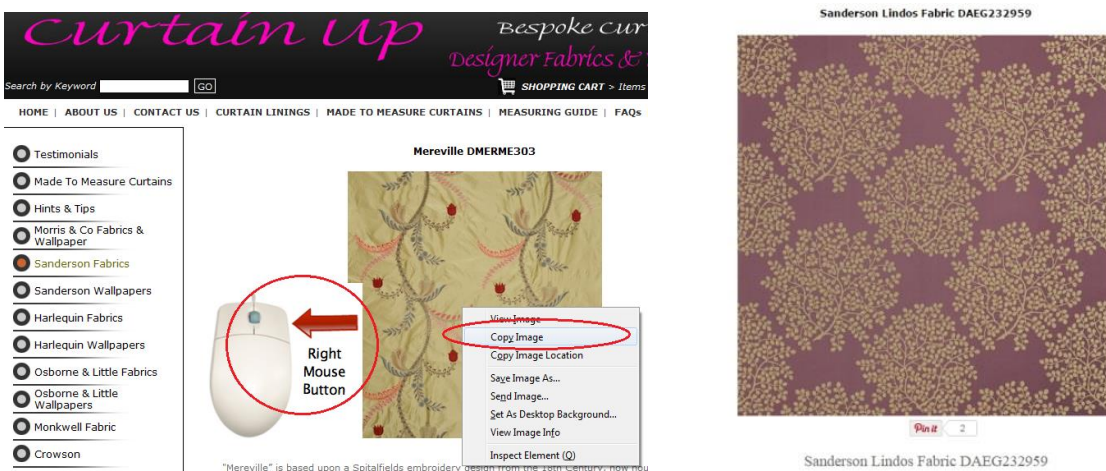 Curtain Up
Bespoke Cur
Designer Fabrics &
Search by Keyword GO
SHOPPING CART > Items
HOME | ABOUT US | CONTACT US | CURTAIN LININGS | MADE TO MEASURE CURTAINS | MEASURING GUIDE | FAQs
Testimonials
Made To Measure Curtains
Hints & Tips
Morris & Co Fabrics &
Wallpaper
Sanderson Fabrics
Sanderson Wallpapers
Harlequin Fabrics
Harlequin Wallpapers
Osborne & Little Fabrics
Osborne & Little
Wallpapers
Monkwell Fabric
Crowson
Mereville DMERME303
Right
Mouse
Button
View Image
Copy Image
Copy Image Location
Save Image As...
Send Image...
Set As Desktop Background...
View Image Info
Inspect Element (Q)
"Mereville" is based upon a Spitalfields embroidery design from the 18th Century, now
Sanderson Lindos Fabric DAEG232959
Pin it 2
Sanderson Lindos Fabric DAEG232959